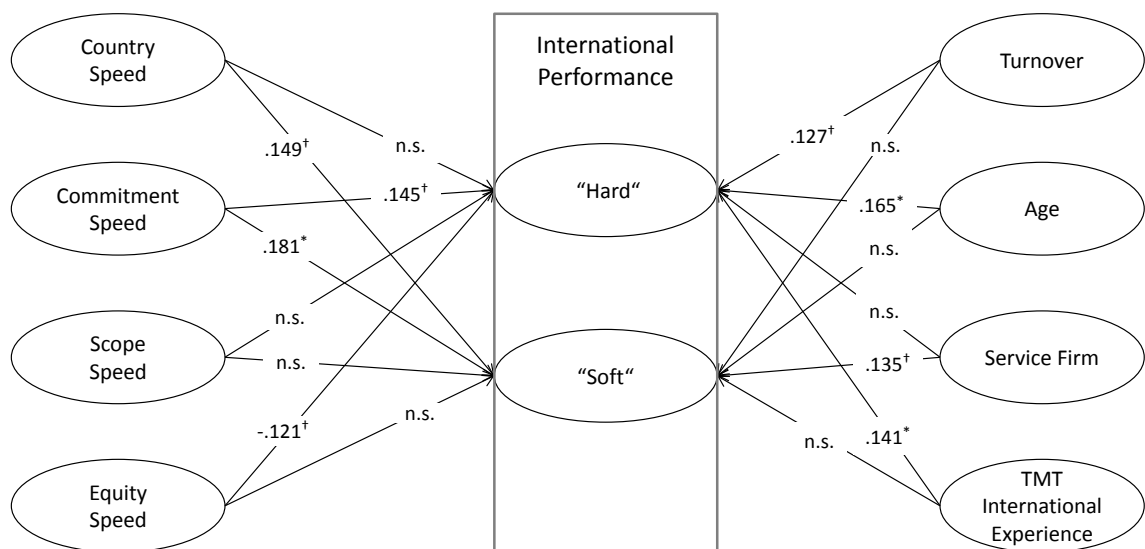 Country
Speed
Commitment
Speed
Scope
Speed
Equity
Speed
.149†
n.s.
.145†
.181*
n.s.
n.s.
-.121†
n.s.
International
Performance
“Hard“
“Soft“
.127†
n.s.
.165*
n.s.
n.s.
.135†
n.s.
.141*
Turnover
Age
Service Firm
TMT
International
Experience